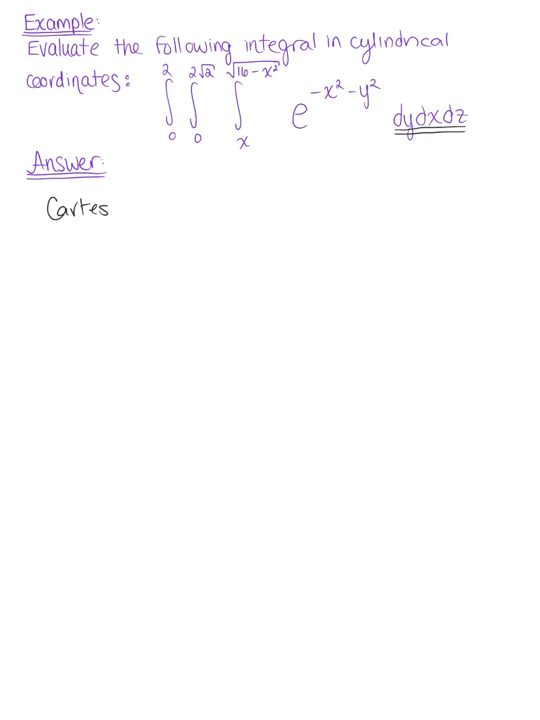 Example:
Evaluate the following integral in cylindrical
coordinates: ∫₀² ∫₀^{2√2} ∫ₓ^{√(16 - x²)} e^{-x² - y²} dydxdz
Answer:
Cartes